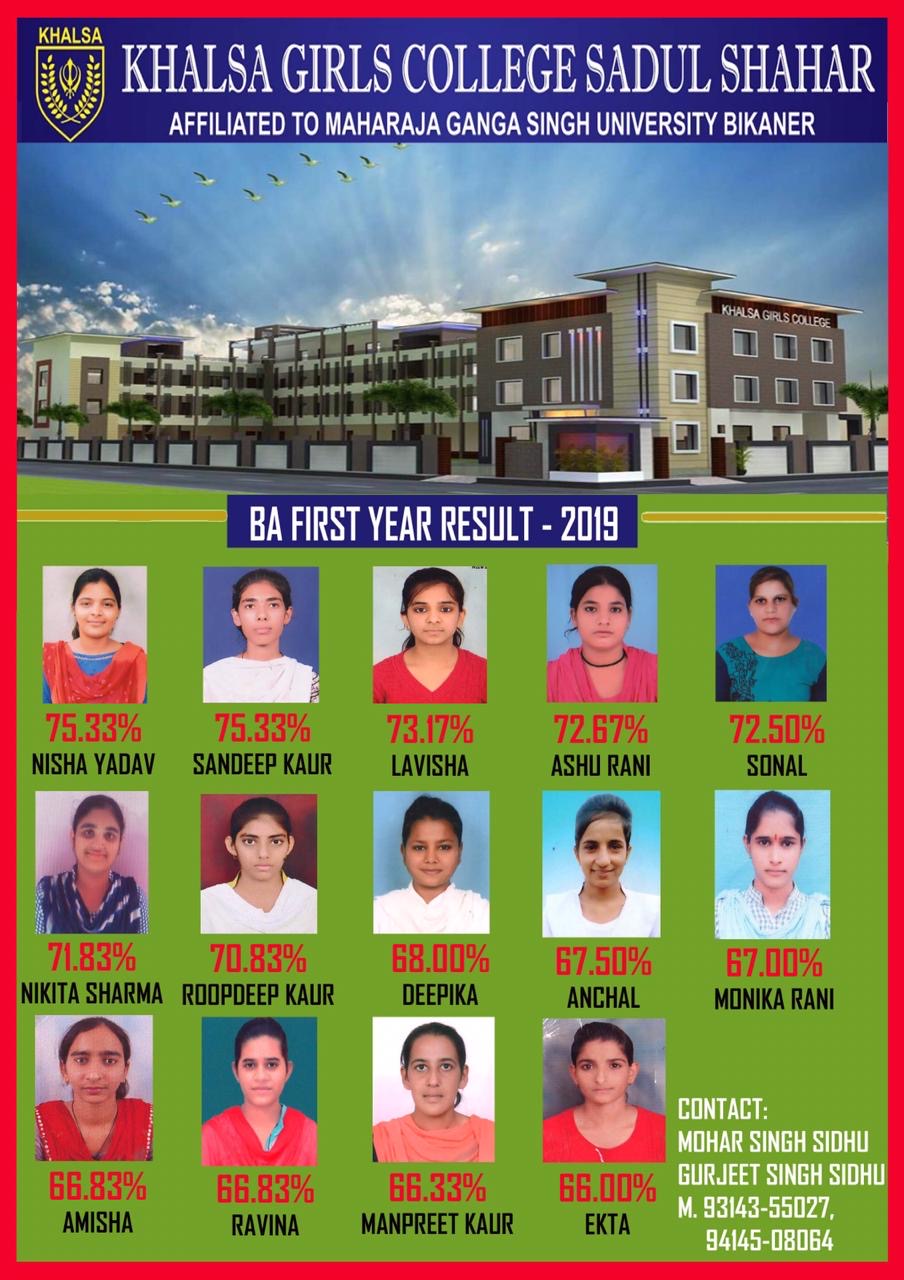 KHALSA
KHALSA GIRLS COLLEGE SADUL SHAHAR
AFFILIATED TO MAHARAJA GANGA SINGH UNIVERSITY BIKANER
KHALSA GIRLS COLLEGE
BA FIRST YEAR RESULT - 2019
75.33%
NISHA YADAV
75.33%
SANDEEP KAUR
73.17%
LAVISHA
72.67%
ASHU RANI
72.50%
SONAL
71.83%
NIKITA SHARMA
70.83%
ROOPDEEP KAUR
68.00%
DEEPIKA
67.50%
ANCHAL
67.00%
MONIKA RANI
66.83%
AMISHA
66.83%
RAVINA
66.33%
MANPREET KAUR
66.00%
EKTA
CONTACT:
MOHAR SINGH SIDHU
GURJEET SINGH SIDHU
M. 93143-55027,
94145-08064